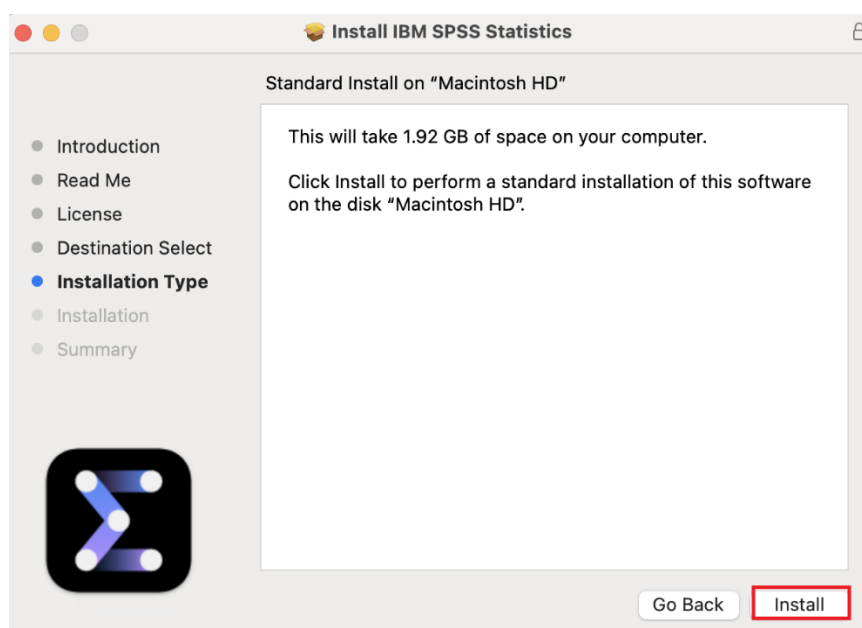 Install IBM SPSS Statistics
Standard Install on “Macintosh HD”
Introduction
Read Me
License
Destination Select
Installation Type
Installation
Summary
This will take 1.92 GB of space on your computer.
Click Install to perform a standard installation of this software
on the disk “Macintosh HD”.
Go Back
Install